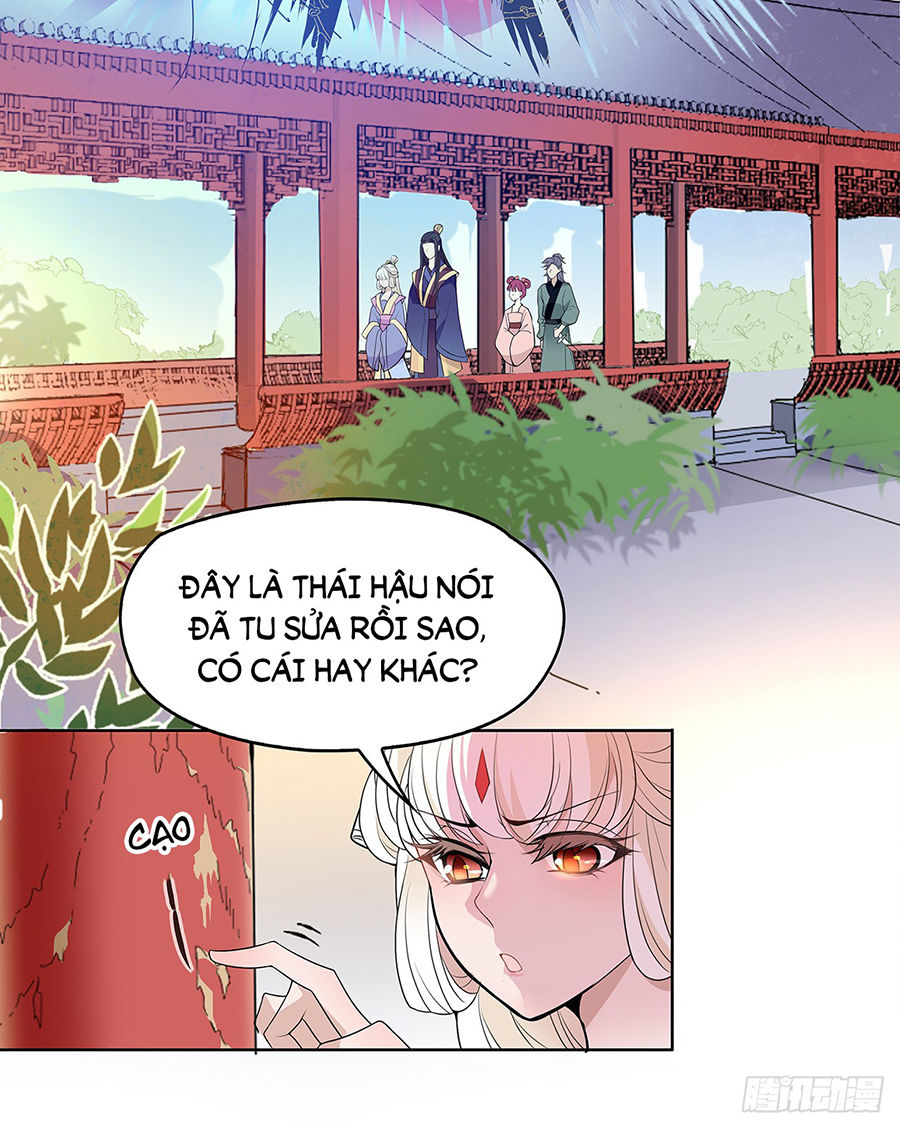 ĐÂY LÀ THÁI HẬU NÓI
ĐÃ TU SỬA RỒI SAO,
CÓ CÁI HAY KHÁC?
CẠO
腾讯动漫